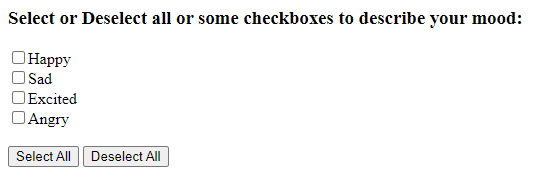 Select or Deselect all or some checkboxes to describe your mood:
Happy
Sad
Excited
Angry
Select All Deselect All